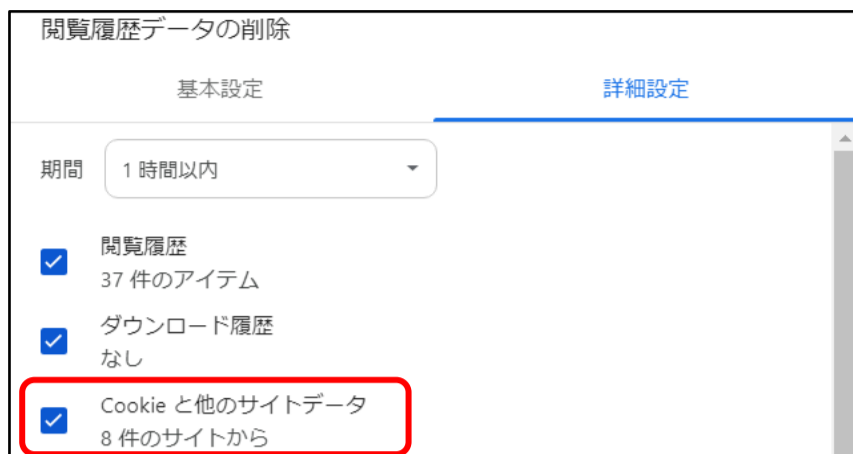 閲覧履歴データの削除
基本設定
詳細設定
期間
1 時間以内
閲覧履歴
37 件のアイテム
ダウンロード履歴
なし
Cookie と他のサイトデータ
8 件のサイトから